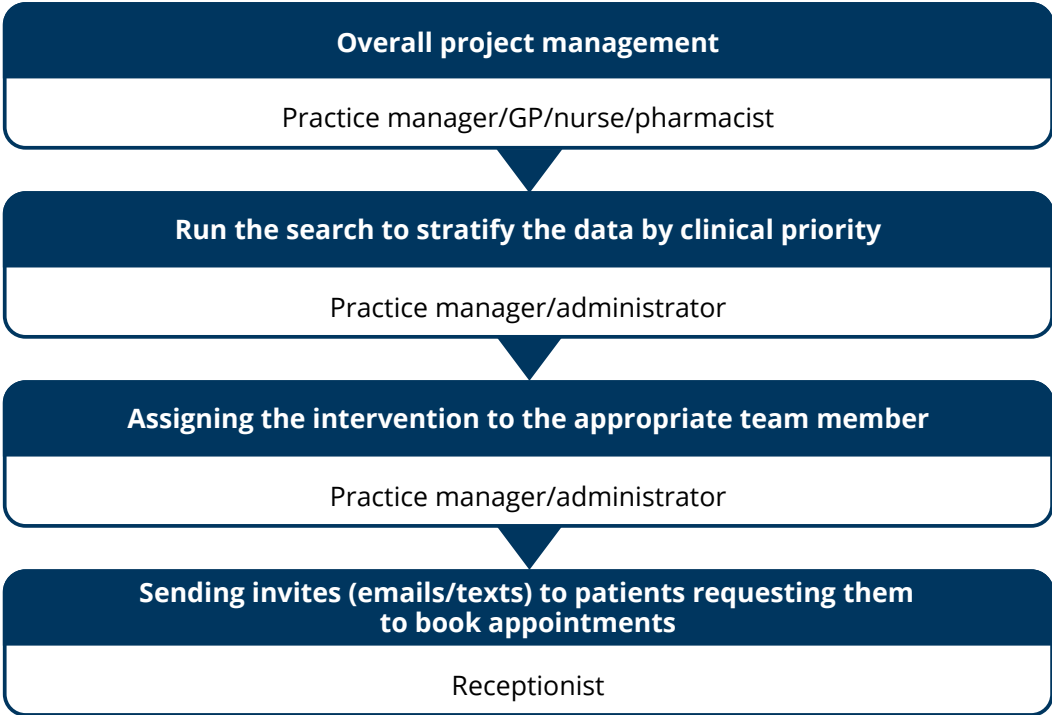 Overall project management
Practice manager/GP/nurse/pharmacist
Run the search to stratify the data by clinical priority
Practice manager/administrator
Assigning the intervention to the appropriate team member
Practice manager/administrator
Sending invites (emails/texts) to patients requesting them
to book appointments
Receptionist